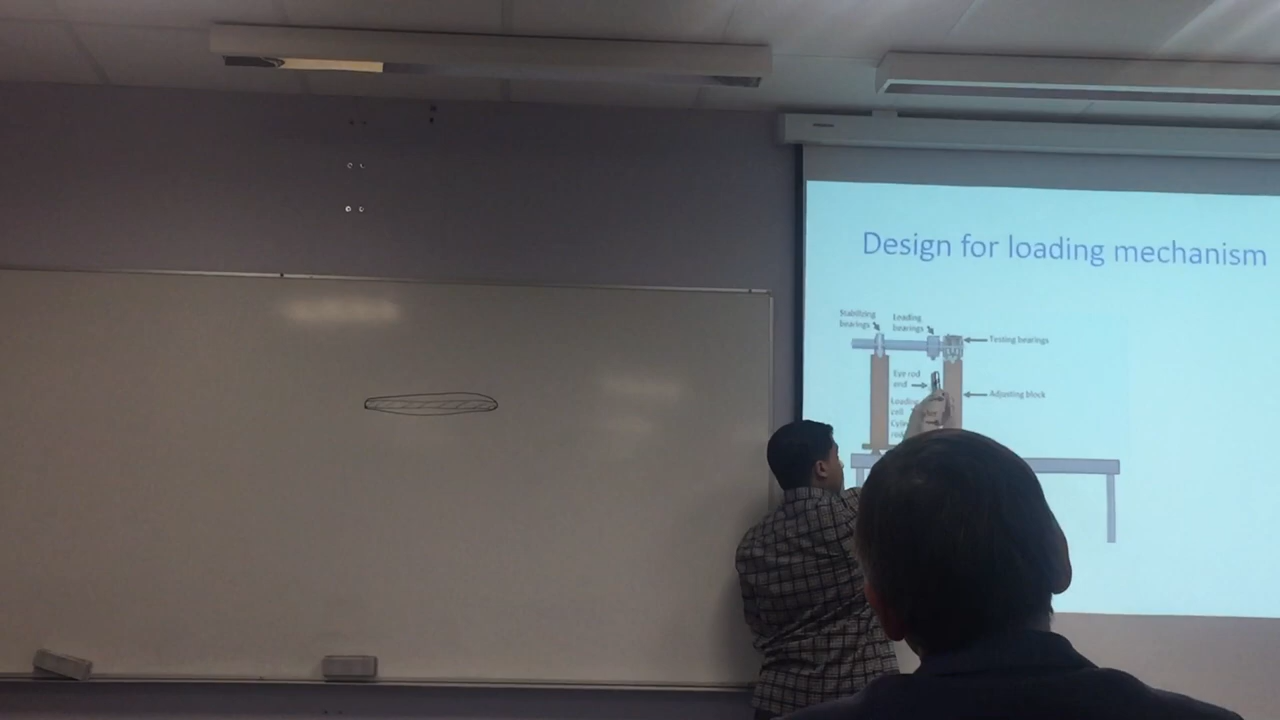 Design for loading mechanism
Stabilizing
bearings
Loading
bearings
Testing bearings
Eye rod
end
Adjusting block
Loading
cell